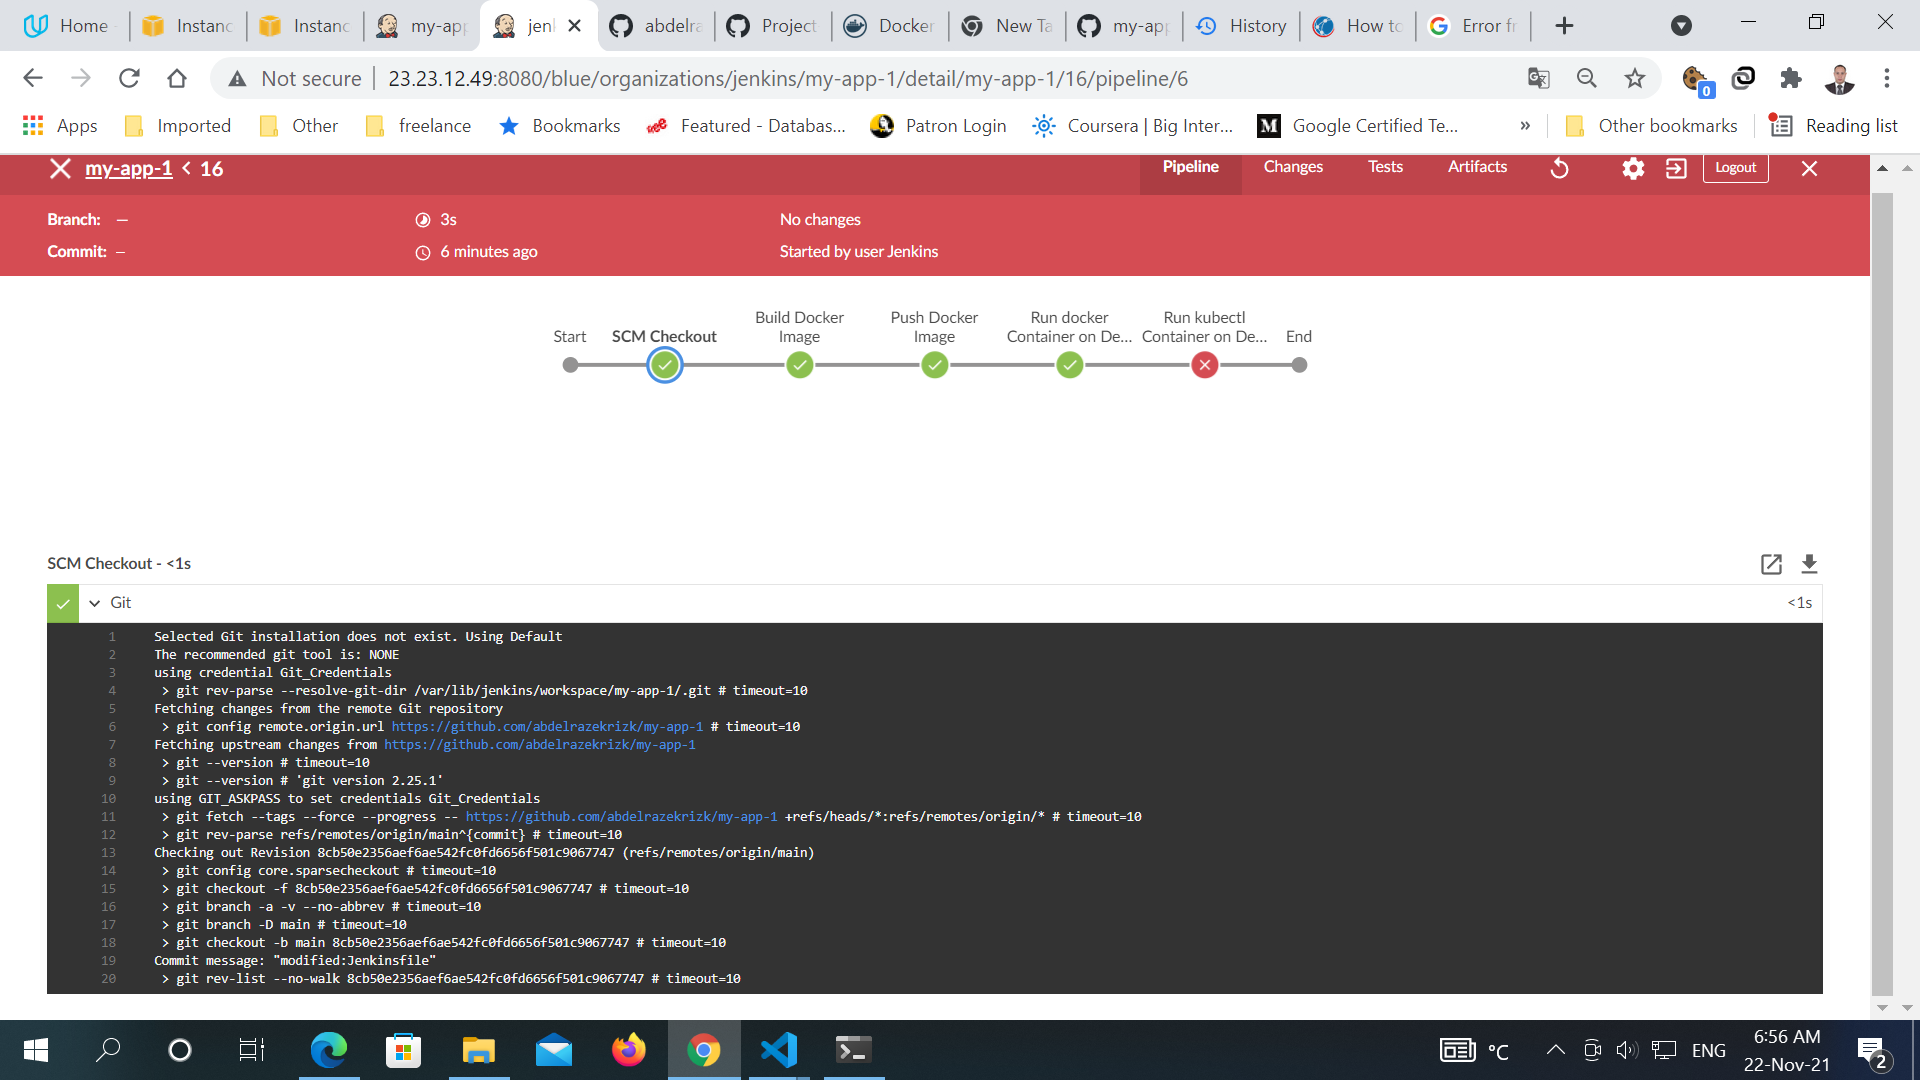 Home
Instanc
Instanc
my-app
jenl
abdelra
Project
Docker
New Ta
my-app
History
How to
Error fr
Not secure
23.23.12.49:8080/blue/organizations/jenkins/my-app-1/detail/my-app-1/16/pipeline/6
0
Apps
Imported
Other
freelance
Bookmarks
Featured - Databas...
Patron Login
Coursera | Big Inter...
M
Google Certified Te...
»
Other bookmarks
Reading list
my-app-1 < 16
Pipeline
Changes
Tests
Artifacts
Logout
Branch: —
3s
No changes
Commit: —
6 minutes ago
Started by user Jenkins
Start
SCM Checkout
Build Docker
Image
Push Docker
Image
Run docker
Container on De...
Run kubectl
Container on De...
End
SCM Checkout - <1s
Git
<1s
1 Selected Git installation does not exist. Using Default
2 The recommended git tool is: NONE
3 using credential Git_Credentials
4 > git rev-parse --resolve-git-dir /var/lib/jenkins/workspace/my-app-1/.git # timeout=10
5 Fetching changes from the remote Git repository
6 > git config remote.origin.url https://github.com/abdelrazekrizk/my-app-1 # timeout=10
7 Fetching upstream changes from https://github.com/abdelrazekrizk/my-app-1
8 > git --version # timeout=10
9 > git --version # 'git version 2.25.1'
10 using GIT_ASKPASS to set credentials Git_Credentials
11 > git fetch --tags --force --progress -- https://github.com/abdelrazekrizk/my-app-1 +refs/heads/*:refs/remotes/origin/* # timeout=10
12 > git rev-parse refs/remotes/origin/main^{commit} # timeout=10
13 Checking out Revision 8cb50e2356aef6ae542fc0fd6656f501c9067747 (refs/remotes/origin/main)
14 > git config core.sparsecheckout # timeout=10
15 > git checkout -f 8cb50e2356aef6ae542fc0fd6656f501c9067747 # timeout=10
16 > git branch -a -v --no-abbrev # timeout=10
17 > git branch -D main # timeout=10
18 > git checkout -b main 8cb50e2356aef6ae542fc0fd6656f501c9067747 # timeout=10
19 Commit message: "modified:Jenkinsfile"
20 > git rev-list --no-walk 8cb50e2356aef6ae542fc0fd6656f501c9067747 # timeout=10
°C
ENG
6:56 AM
22-Nov-21
2